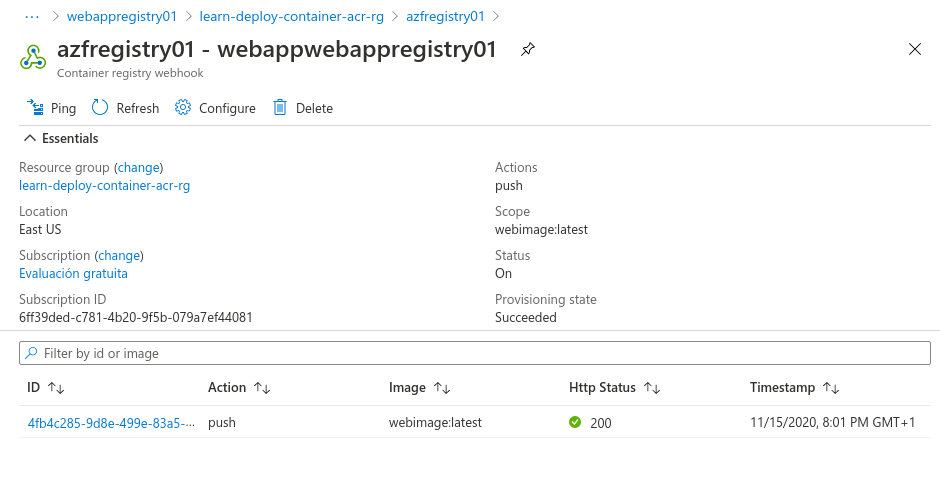 ··· > webappregistry01 > learn-deploy-container-acr-rg > azfregistry01 >
azfregistry01 - webappwebappregistry01
Container registry webhook
Ping Refresh Configure Delete
Essentials
Resource group (change)
learn-deploy-container-acr-rg
Location
East US
Subscription (change)
Evaluación gratuita
Subscription ID
6ff39ded-c781-4b20-9f5b-079a7ef44081
Actions
push
Scope
webimage:latest
Status
On
Provisioning state
Succeeded
Filter by id or image
ID Action Image Http Status Timestamp
4fb4c285-9d8e-499e-83a5-... push webimage:latest 200 11/15/2020, 8:01 PM GMT+1